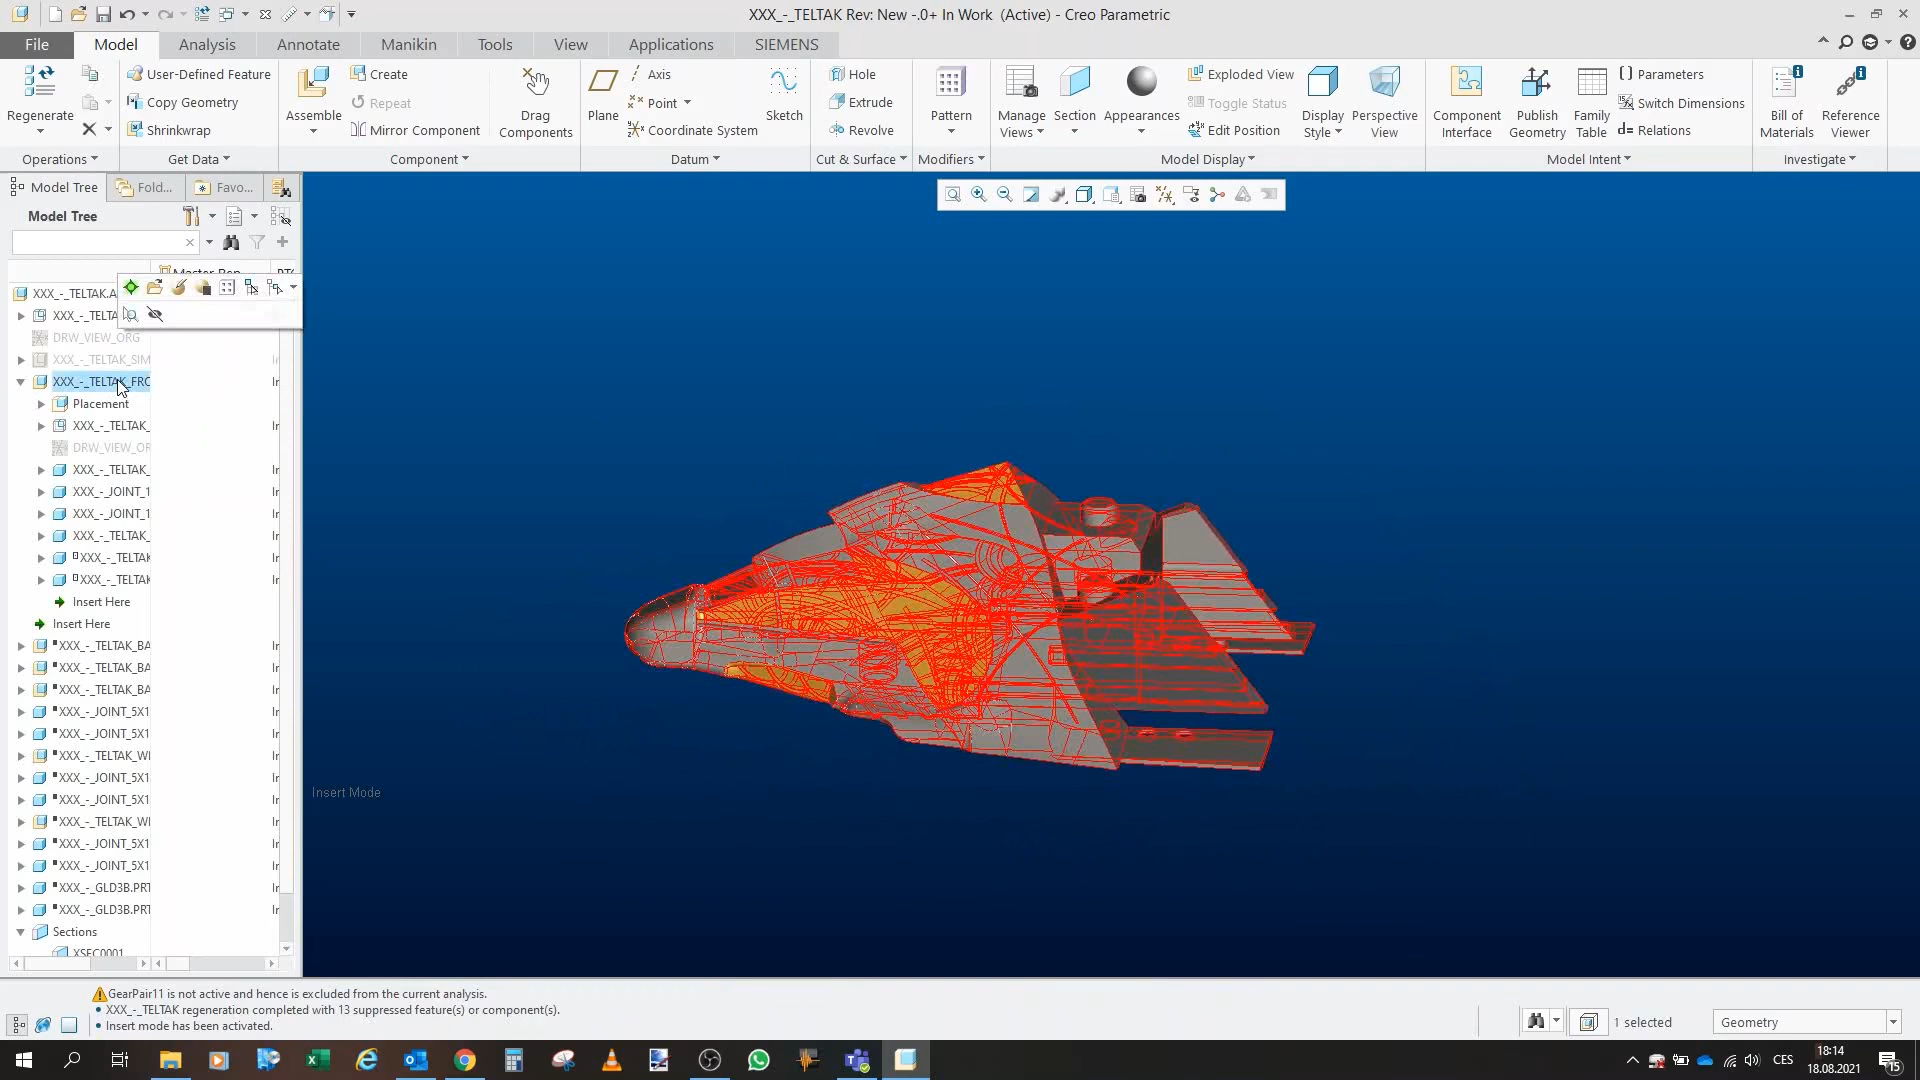 XXX_-_TELTAK Rev: New -.0+ In Work (Active) - Creo Parametric
File Model Analysis Annotate Manikin Tools View Applications SIEMENS
Regenerate
User-Defined Feature
Copy Geometry
Shrinkwrap
Assemble
Create
Repeat
Mirror Component
Drag
Components
Plane
Axis
Point
Coordinate System
Sketch
Hole
Extrude
Revolve
Pattern
Manage
Views
Section
Appearances
Exploded View
Toggle Status
Edit Position
Display
Style
Perspective
View
Component
Interface
Publish
Geometry
Family
Table
Parameters
Switch Dimensions
Relations
Bill of
Materials
Reference
Viewer
Operations Get Data Component Datum Cut & Surface Modifiers Model Display Model Intent Investigate
Model Tree Fold... Favo...
Model Tree
XXX_-_TELTAK.A
XXX_-_TELTA
DRW_VIEW_ORG
XXX_-_TELTAK_SIM
XXX_-_TELTAK_FRO
Placement
XXX_-_TELTAK_
DRW_VIEW_OR
XXX_-_TELTAK_
XXX_-_JOINT_1
XXX_-_JOINT_1
XXX_-_TELTAK_
XXX_-_TELTAK
XXX_-_TELTAK
Insert Here
Insert Here
XXX_-_TELTAK_BA
XXX_-_TELTAK_BA
XXX_-_TELTAK_BA
XXX_-_JOINT_5X1
XXX_-_JOINT_5X1
XXX_-_TELTAK_WI
XXX_-_JOINT_5X1
XXX_-_JOINT_5X1
XXX_-_TELTAK_WI
XXX_-_JOINT_5X1
XXX_-_JOINT_5X1
XXX_-_GLD3B.PRT
XXX_-_GLD3B.PRT
Sections
XSEC0001
Insert Mode
GearPair11 is not active and hence is excluded from the current analysis.
• XXX_-_TELTAK regeneration completed with 13 suppressed feature(s) or component(s).
• Insert mode has been activated.
1 selected
Geometry
CES
18:14
18.08.2021
15